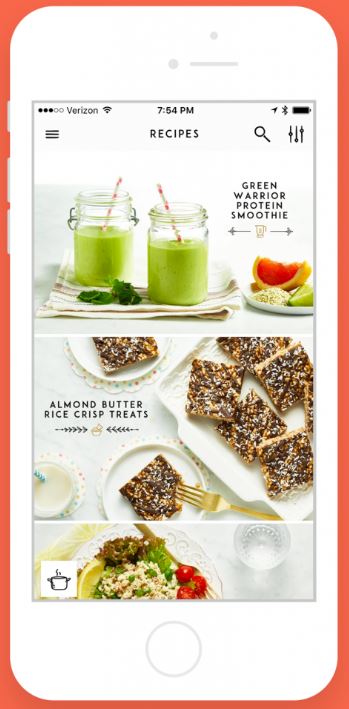 Verizon 7:54 PM
RECIPES
GREEN
WARRIOR
PROTEIN
SMOOTHIE
ALMOND BUTTER
RICE CRISP TREATS